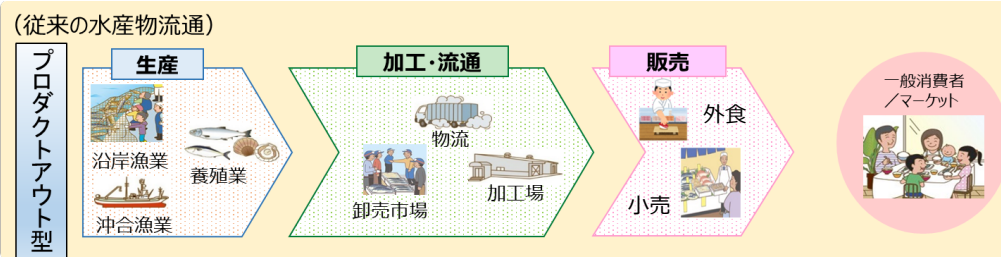 （従来の水産物流通）
プロダクトアウト型
生産
沿岸漁業
養殖業
沖合漁業
加工・流通
物流
卸売市場
加工場
販売
外食
小売
一般消費者
／マーケット